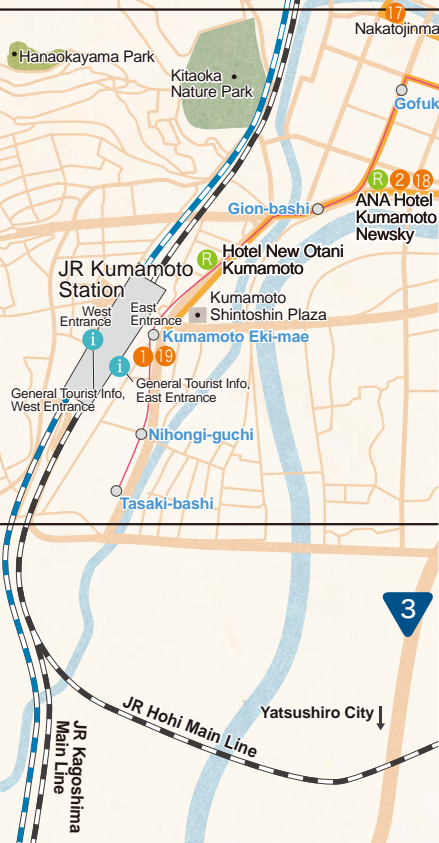 17
Nakatojinma
Hanaokayama Park
Kitaoka
Nature Park
Gofuk
R 2 18
Gion-bashi
ANA Hotel
Kumamoto
Newsky
R
Hotel New Otani
Kumamoto
JR Kumamoto
Station
West
Entrance
East
Entrance
Kumamoto
Shintoshin Plaza
Kumamoto Eki-mae
i
i
1 19
General Tourist Info,
West Entrance
General Tourist Info,
East Entrance
Nihongi-guchi
Tasaki-bashi
3
Yatsushiro City
JR Hohi Main Line
JR Kagoshima
Main Line